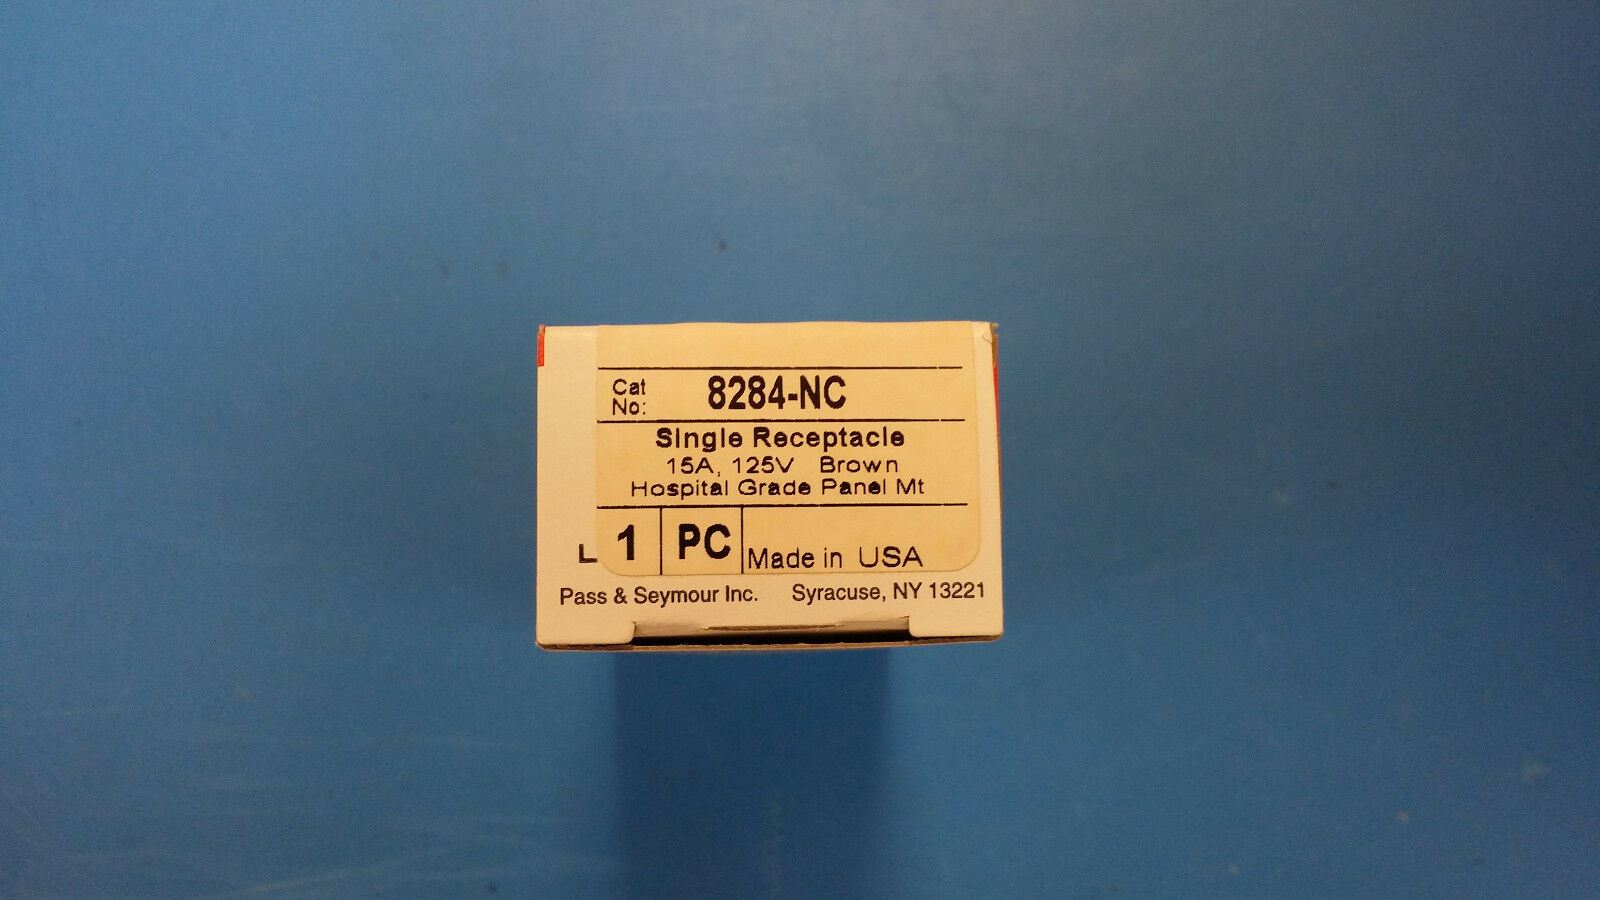 Cat No: 8284-NC
Single Receptacle
15A, 125V Brown
Hospital Grade Panel Mt
L 1 PC Made in USA
Pass & Seymour Inc. Syracuse, NY 13221